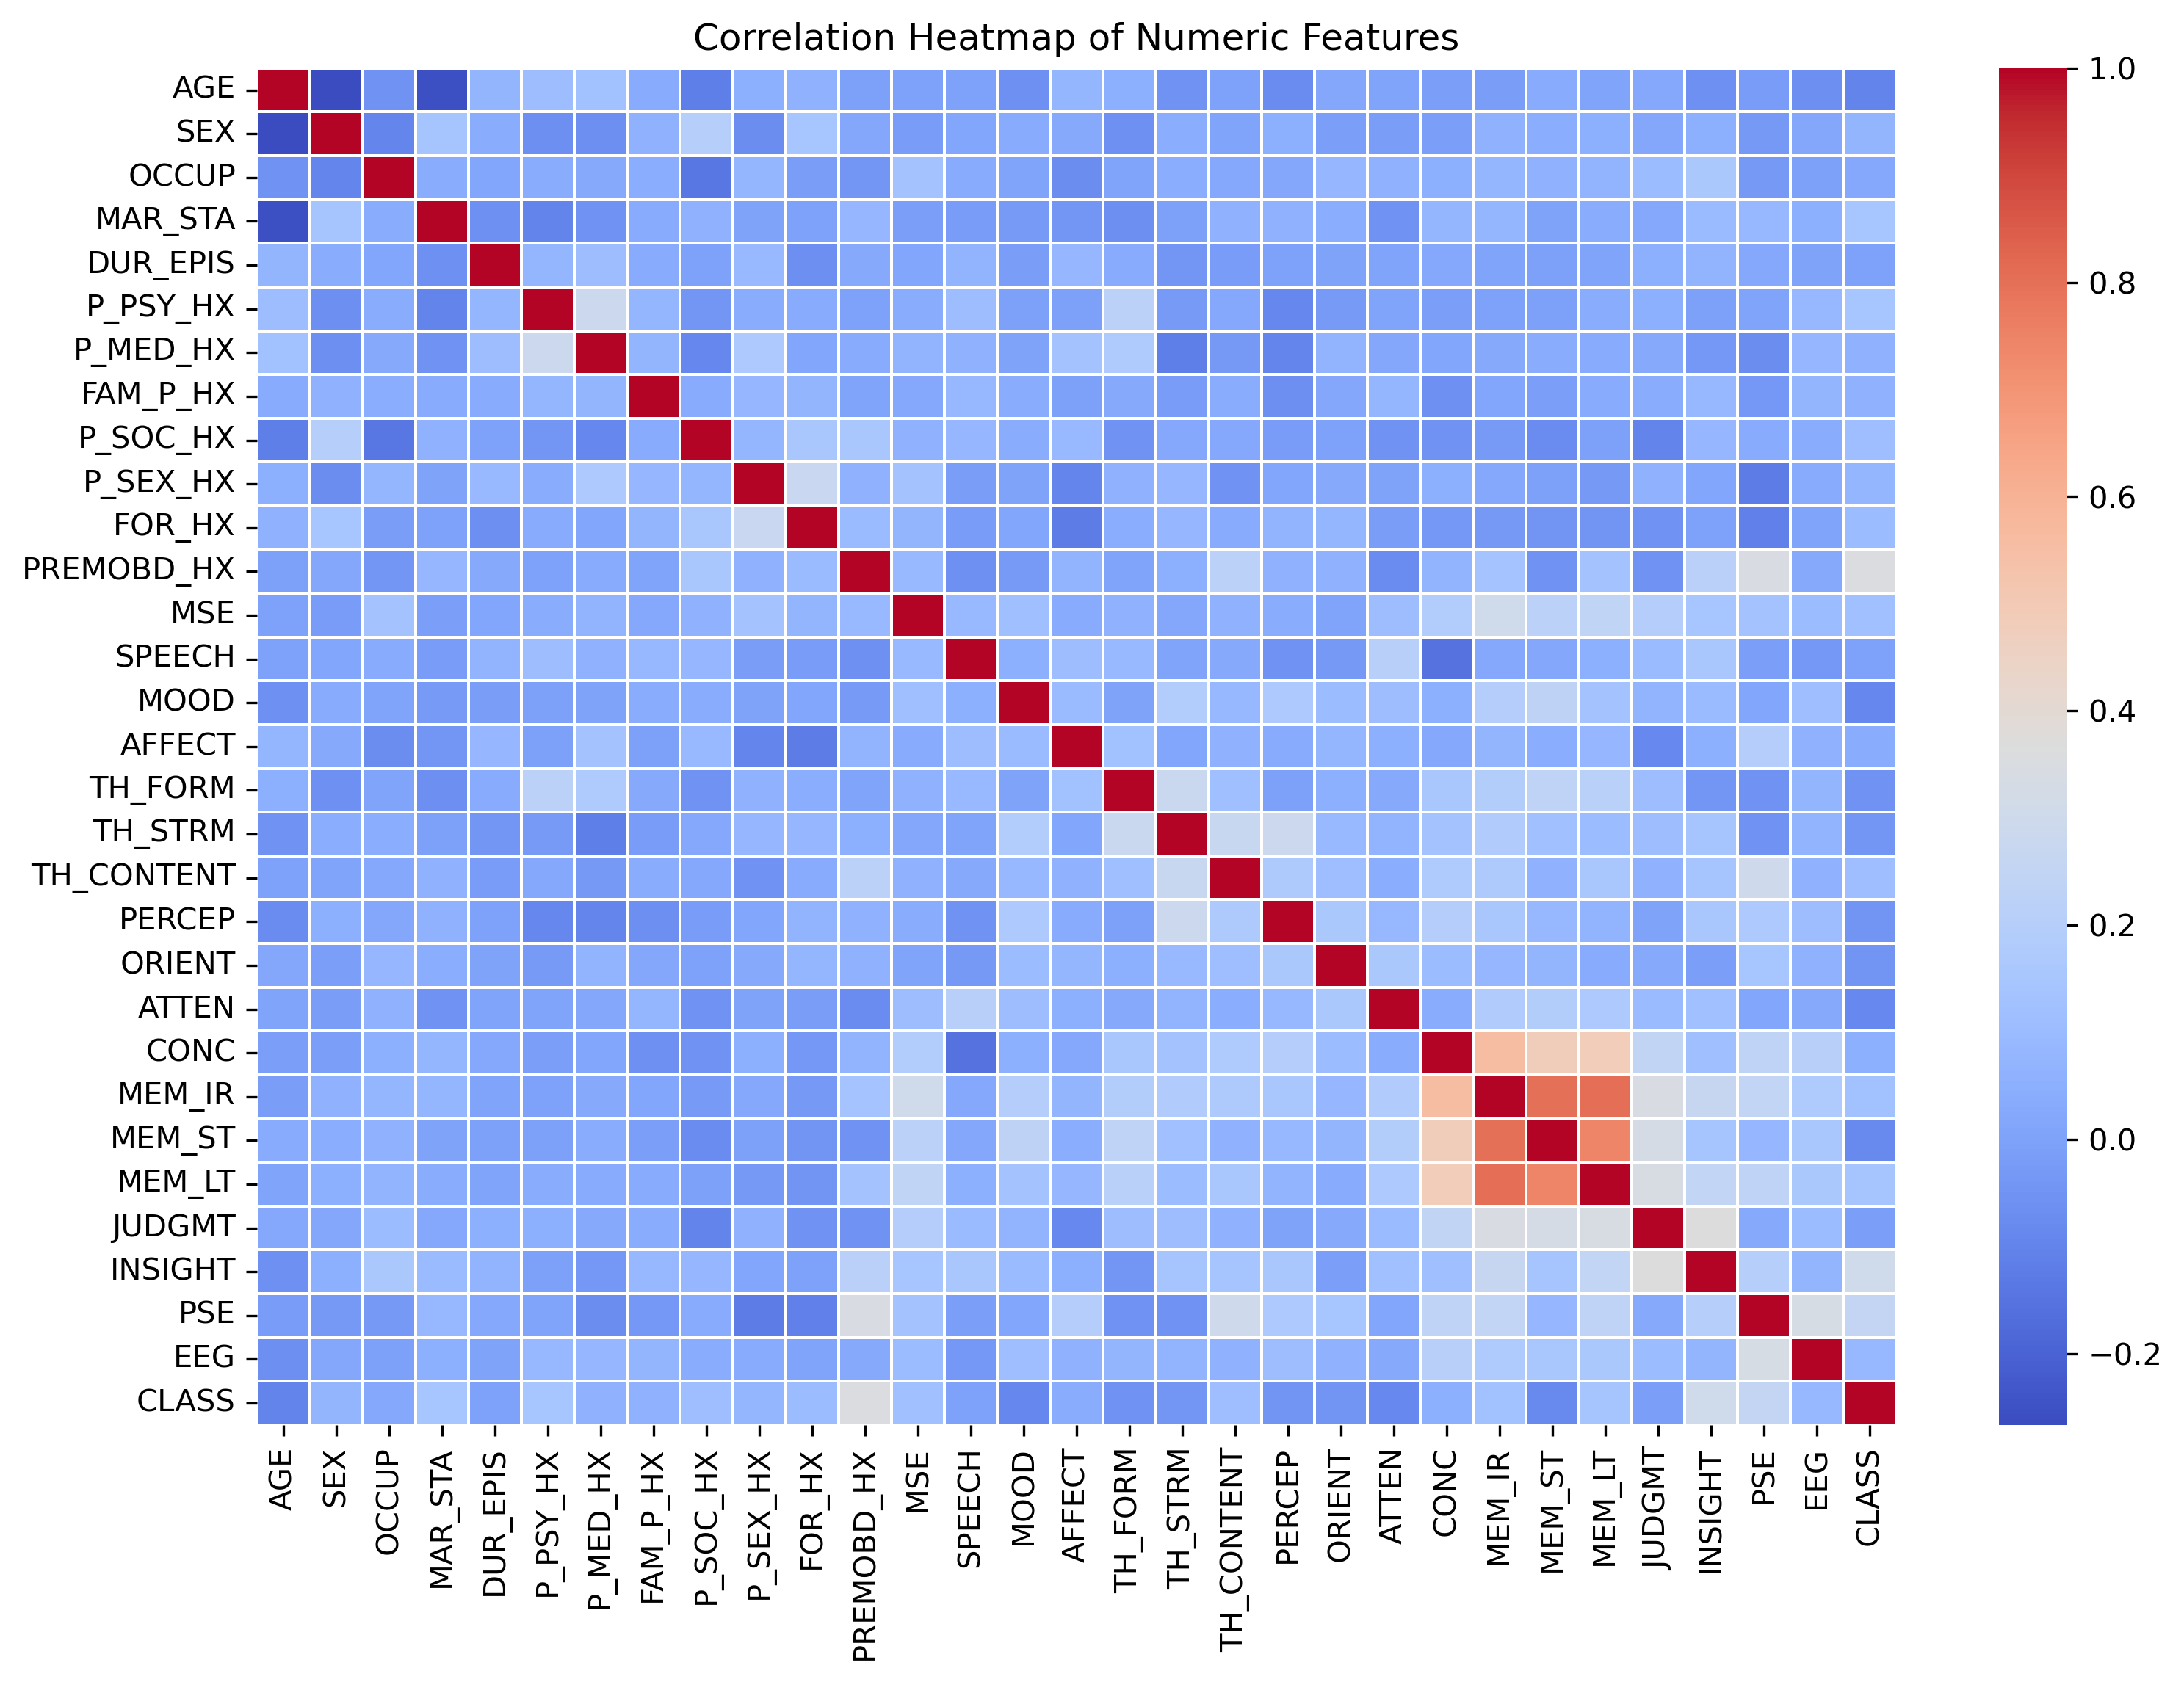 Correlation Heatmap of Numeric Features
AGE
SEX
OCCUP
MAR_STA
DUR_EPIS
P_PSY_HX
P_MED_HX
FAM_P_HX
P_SOC_HX
P_SEX_HX
FOR_HX
PREMOBD_HX
MSE
SPEECH
MOOD
AFFECT
TH_FORM
TH_STRM
TH_CONTENT
PERCEP
ORIENT
ATTEN
CONC
MEM_IR
MEM_ST
MEM_LT
JUDGMT
INSIGHT
PSE
EEG
CLASS
AGE
SEX
OCCUP
MAR_STA
DUR_EPIS
P_PSY_HX
P_MED_HX
FAM_P_HX
P_SOC_HX
P_SEX_HX
FOR_HX
PREMOBD_HX
MSE
SPEECH
MOOD
AFFECT
TH_FORM
TH_STRM
TH_CONTENT
PERCEP
ORIENT
ATTEN
CONC
MEM_IR
MEM_ST
MEM_LT
JUDGMT
INSIGHT
PSE
EEG
CLASS
1.0
0.8
0.6
0.4
0.2
0.0
−0.2